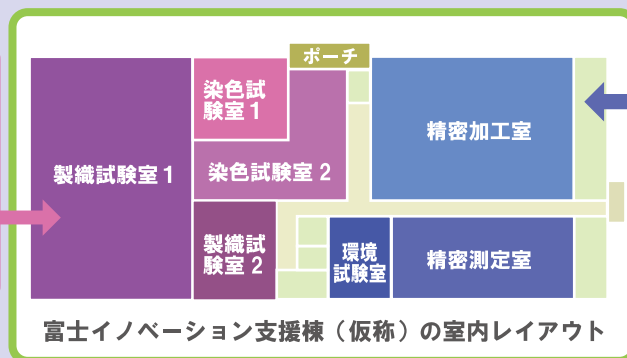 ポーチ
染色試
験室1
精密加工室
製織試験室1
染色試験室2
製織試
験室2
環境
試験室
精密測定室
富士イノベーション支援棟（仮称）の室内レイアウト